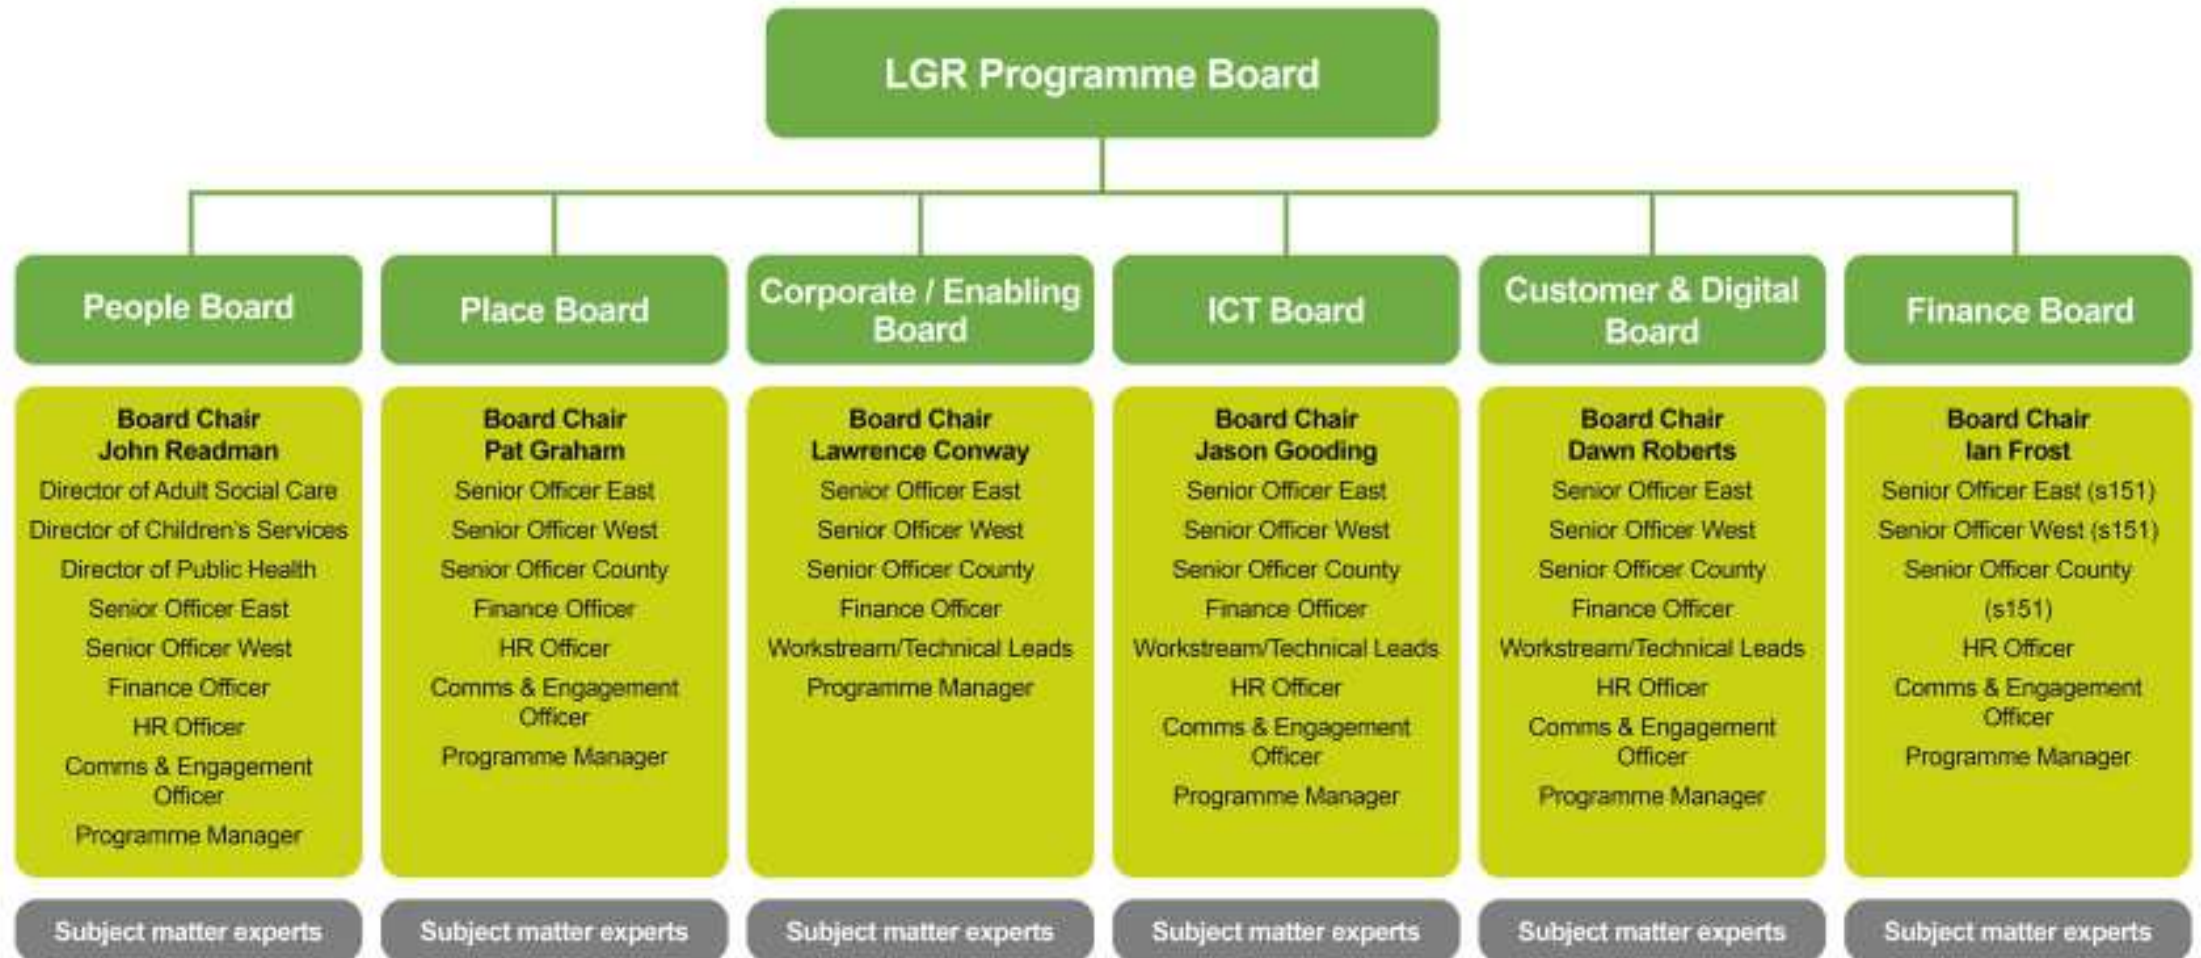 LGR Programme Board
People Board
Board Chair
John Readman
Director of Adult Social Care
Director of Children's Services
Director of Public Health
Senior Officer East
Senior Officer West
Finance Officer
HR Officer
Comms & Engagement
Officer
Programme Manager
Subject matter experts
Place Board
Board Chair
Pat Graham
Senior Officer East
Senior Officer West
Senior Officer County
Finance Officer
HR Officer
Comms & Engagement
Officer
Programme Manager
Subject matter experts
Corporate / Enabling
Board
Board Chair
Lawrence Conway
Senior Officer East
Senior Officer West
Senior Officer County
Finance Officer
Workstream/Technical Leads
Programme Manager
Subject matter experts
ICT Board
Board Chair
Jason Gooding
Senior Officer East
Senior Officer West
Senior Officer County
Finance Officer
Workstream/Technical Leads
HR Officer
Comms & Engagement
Officer
Programme Manager
Subject matter experts
Customer & Digital
Board
Board Chair
Dawn Roberts
Senior Officer East
Senior Officer West
Senior Officer County
Finance Officer
Workstream/Technical Leads
HR Officer
Comms & Engagement
Officer
Programme Manager
Subject matter experts
Finance Board
Board Chair
Ian Frost
Senior Officer East (s151)
Senior Officer West (s151)
Senior Officer County
(s151)
HR Officer
Comms & Engagement
Officer
Programme Manager
Subject matter experts